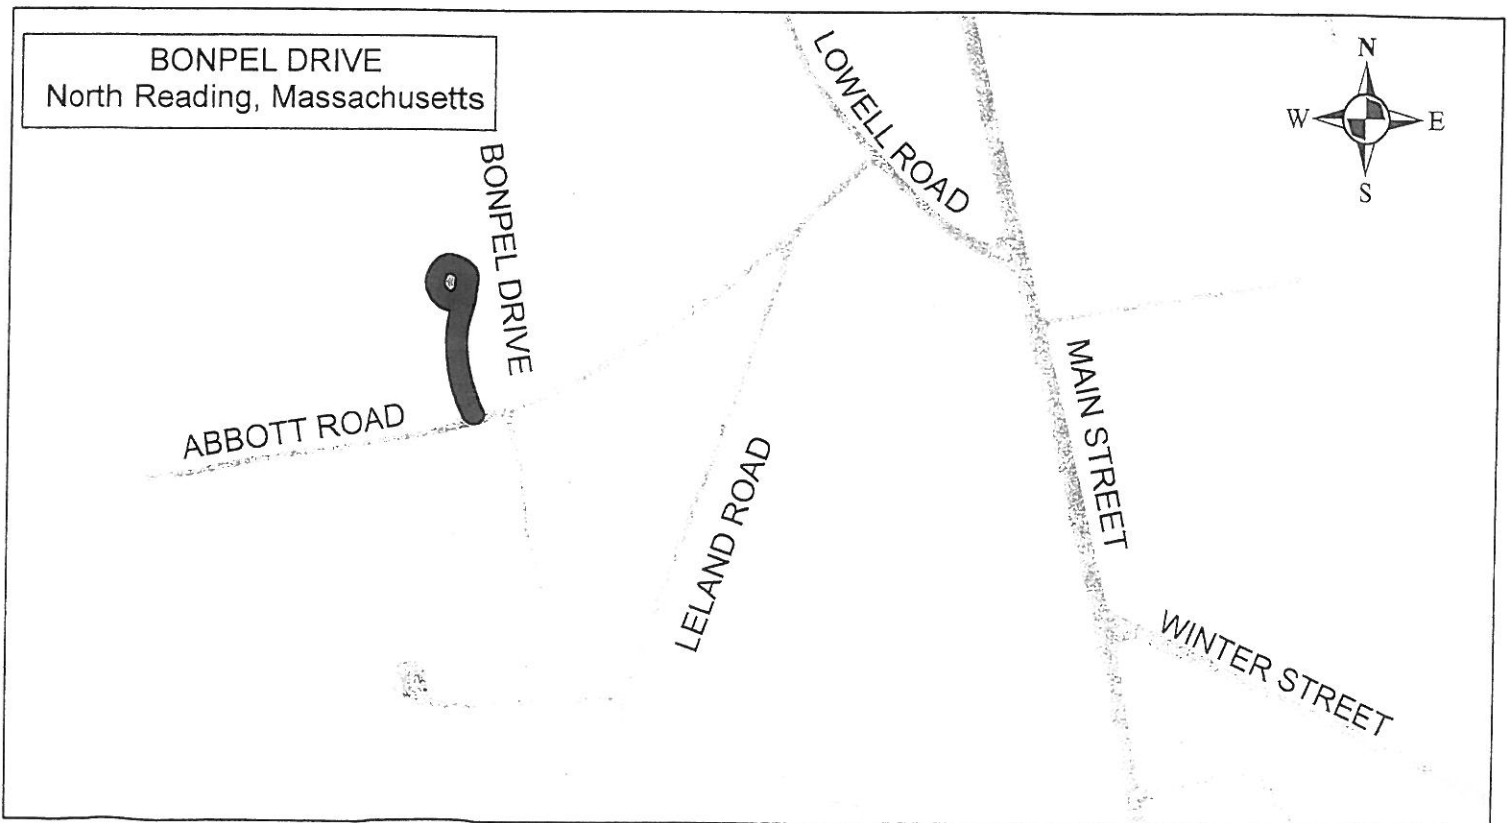 BONPEL DRIVE
North Reading, Massachusetts
N
W
E
S
LOWELL ROAD
BONPEL DRIVE
ABBOTT ROAD
MAIN STREET
LELAND ROAD
WINTER STREET